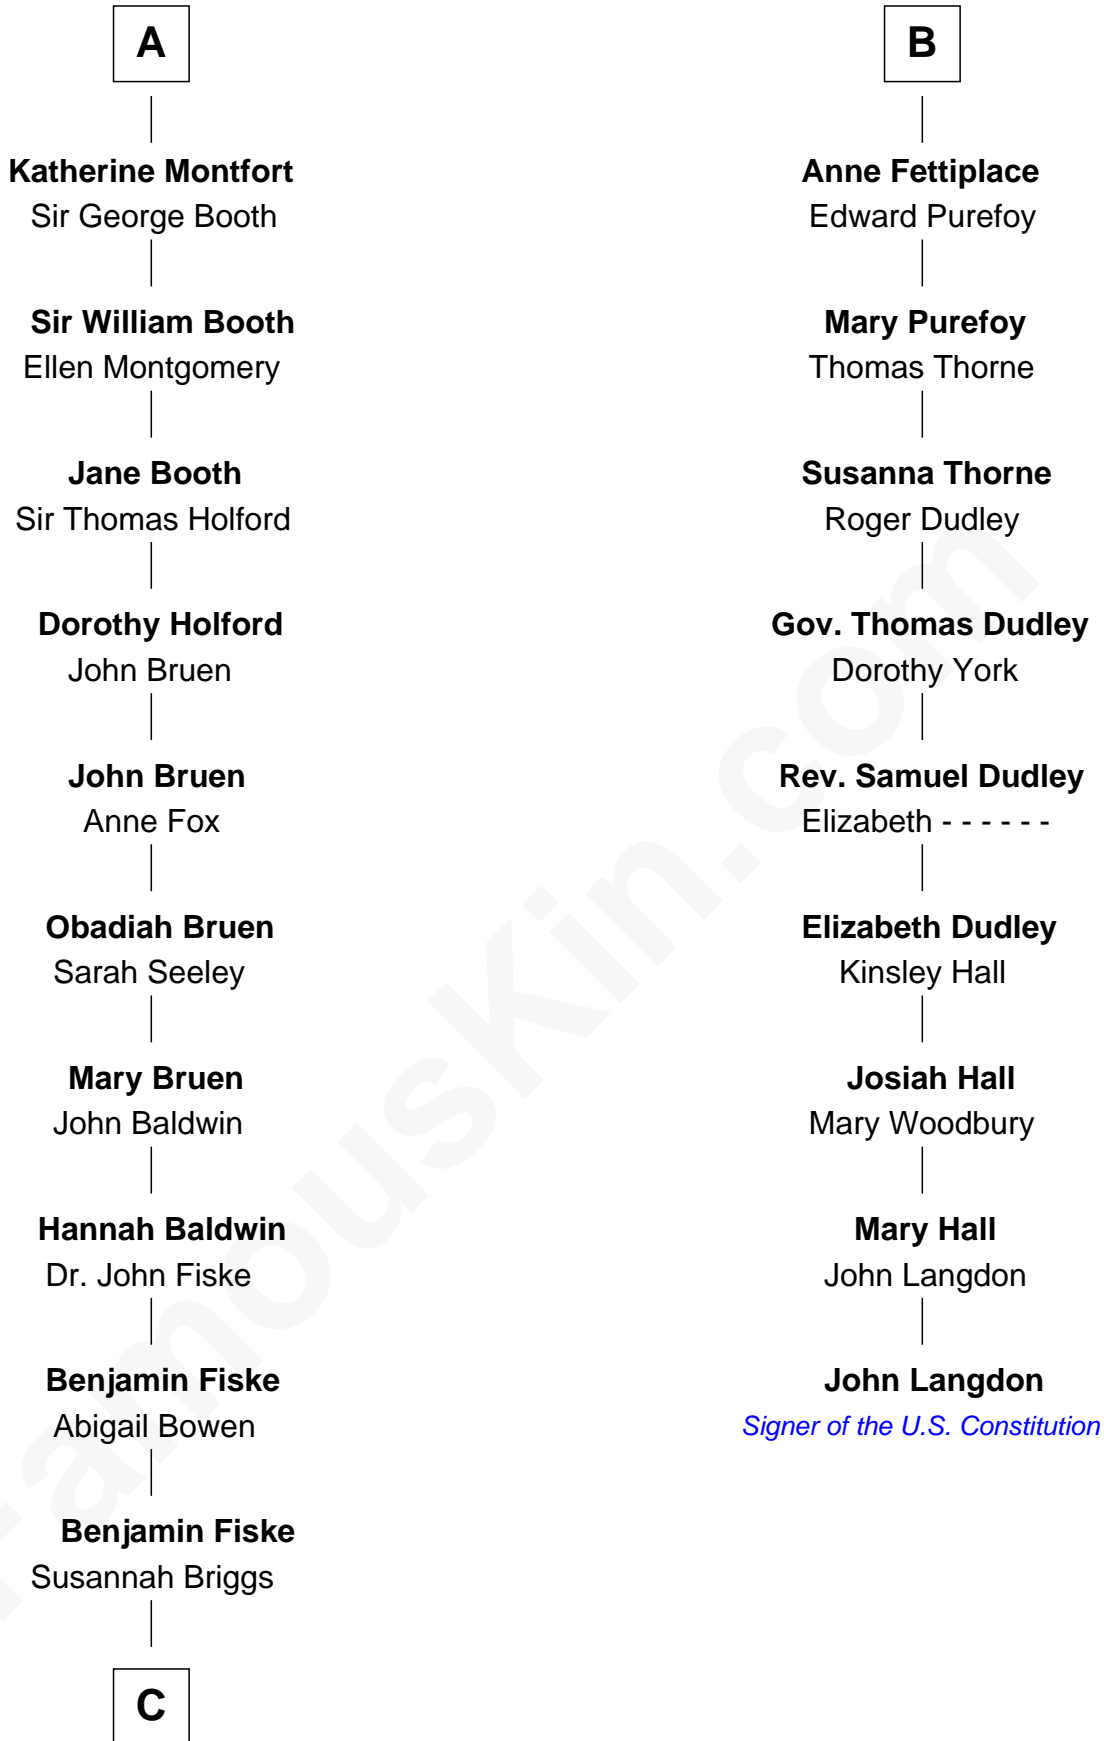 A
Katherine Montfort
Sir George Booth
Sir William Booth
Ellen Montgomery
Jane Booth
Sir Thomas Holford
Dorothy Holford
John Bruen
John Bruen
Anne Fox
Obadiah Bruen
Sarah Seeley
Mary Bruen
John Baldwin
Hannah Baldwin
Dr. John Fiske
Benjamin Fiske
Abigail Bowen
Benjamin Fiske
Susannah Briggs
C
B
Anne Fettiplace
Edward Purefoy
Mary Purefoy
Thomas Thorne
Susanna Thorne
Roger Dudley
Gov. Thomas Dudley
Dorothy York
Rev. Samuel Dudley
Elizabeth - - - - - -
Elizabeth Dudley
Kinsley Hall
Josiah Hall
Mary Woodbury
Mary Hall
John Langdon
John Langdon
Signer of the U.S. Constitution
FamousKin.com